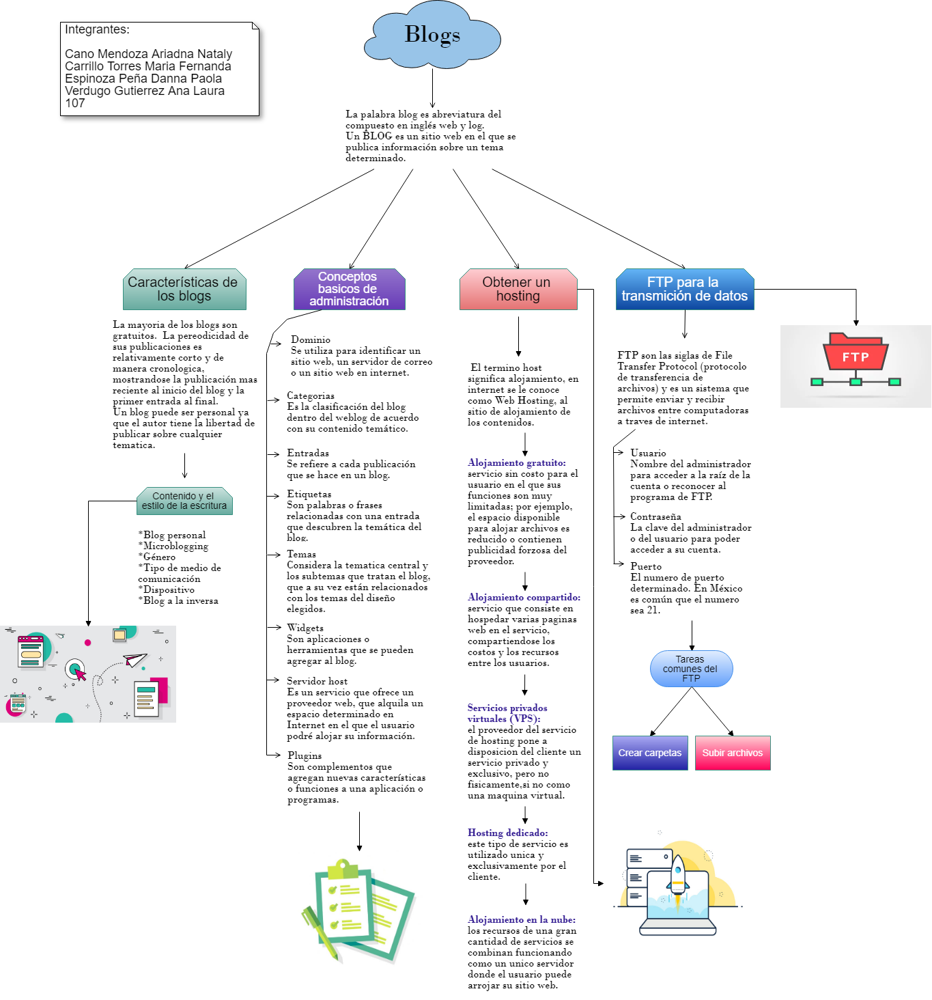 Integrantes:
Cano Mendoza Ariadna Nataly
Carrillo Torres Maria Fernanda
Espinoza Peña Danna Paola
Verdugo Gutierrez Ana Laura
107
Blogs
La palabra blog es abreviatura del
compuesto en inglés web y log.
Un BLOG es un sitio web en el que se
publica información sobre un tema
determinado.
Características de
los blogs
La mayoria de los blogs son
gratuitos. La pereodicidad de
sus publicaciones es
relativamente corto y de
manera cronologica,
mostrandose la publicación mas
reciente al inicio del blog y la
primer entrada al final.
Un blog puede ser personal ya
que el autor tiene la libertad de
publicar sobre cualquier
tematica.
Contenido y el
estilo de la escritura
*Blog personal
*Microblogging
*Género
*Tipo de medio de
comunicación
*Dispositivo
*Blog a la inversa
Conceptos
basicos de
administración
Dominio
Se utiliza para identificar un
sitio web, un servidor de correo
o un sitio web en internet.
Categorias
Es la clasificación del blog
dentro del weblog de acuerdo
con su contenido temático.
Entradas
Se refiere a cada publicación
que se hace en un blog.
Etiquetas
Son palabras o frases
relacionadas con una entrada
que descubren la temática del
blog.
Temas
Considera la tematica central y
los subtemas que tratan el blog,
que a su vez están relacionados
con los temas del diseño
elegidos.
Widgets
Son aplicaciones o
herramientas que se pueden
agregar al blog.
Servidor host
Es un servicio que ofrece un
proveedor web, que alquila un
espacio determinado en
Internet en el que el usuario
podré alojar su información.
Plugins
Son complementos que
agregan nuevas características
o funciones a una aplicación o
programas.
Obtener un
hosting
El termino host
significa alojamiento, en
internet se le conoce
como Web Hosting, al
sitio de alojamiento de
los contenidos.
Alojamiento gratuito:
servicio sin costo para el
usuario en el que sus
funciones son muy
limitadas; por ejemplo,
el espacio disponible
para alojar archivos es
reducido o contienen
publicidad forzosa del
proveedor.
Alojamiento compartido:
servicio que consiste en
hospedar varias paginas
web en el servicio,
compartiendose los
costos y los recursos
entre los usuarios.
Servicios privados
virtuales (VPS):
el proveedor del servicio
de hosting pone a
disposicion del cliente un
servicio privado y
exclusivo, pero no
fisicamente,si no como
una maquina virtual.
Hosting dedicado:
este tipo de servicio es
utilizado unica y
exclusivamente por el
cliente.
Alojamiento en la nube:
los recursos de una gran
cantidad de servicios se
combinan funcionando
como un unico servidor
donde el usuario puede
arrojar su sitio web.
FTP para la
transmición de datos
FTP
FTP son las siglas de File
Transfer Protocol (protocolo
de transferencia de
archivos) y es un sistema que
permite enviar y recibir
archivos entre computadoras
a traves de internet.
Usuario
Nombre del administrador
para acceder a la raíz de la
cuenta o reconocer al
programa de FTP.
Contraseña
La clave del administrador
o del usuario para poder
acceder a su cuenta.
Puerto
El numero de puerto
determinado. En México
es común que el numero
sea 21.
Tareas
comunes del
FTP
Crear carpetas
Subir archivos